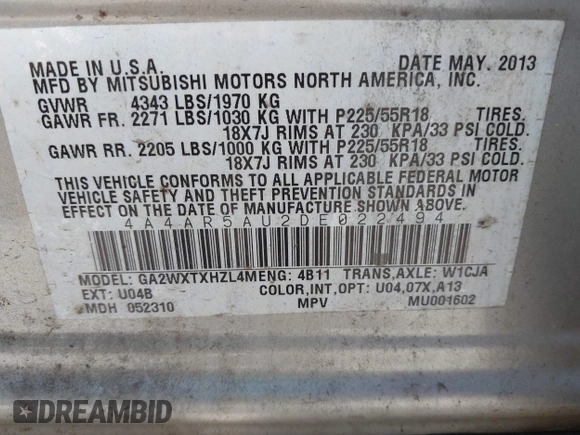 MADE IN U.S.A. DATE MAY. 2013
MFD BY MITSUBISHI MOTORS NORTH AMERICA, INC.
GVWR 4343 LBS/1970 KG
GAWR FR. 2271 LBS/1030 KG WITH P225/55R18 TIRES.
18X7J RIMS AT 230 KPA/33 PSI COLD.
GAWR RR. 2205 LBS/1000 KG WITH P225/55R18 TIRES.
18X7J RIMS AT 230 KPA/33 PSI COLD.
THIS VEHICLE CONFORMS TO ALL APPLICABLE FEDERAL MOTOR
VEHICLE SAFETY AND THEFT PREVENTION STANDARDS IN
EFFECT ON THE DATE OF MANUFACTURE SHOWN ABOVE.
4A4AR5AU2DE022494
MODEL: GA2WXTXHZL4MENG: 4B11 TRANS,AXLE: W1CJA
EXT: U04B COLOR,INT,OPT: U04,07X,A13
MDH 052310 MPV MU001602
DREAMBID